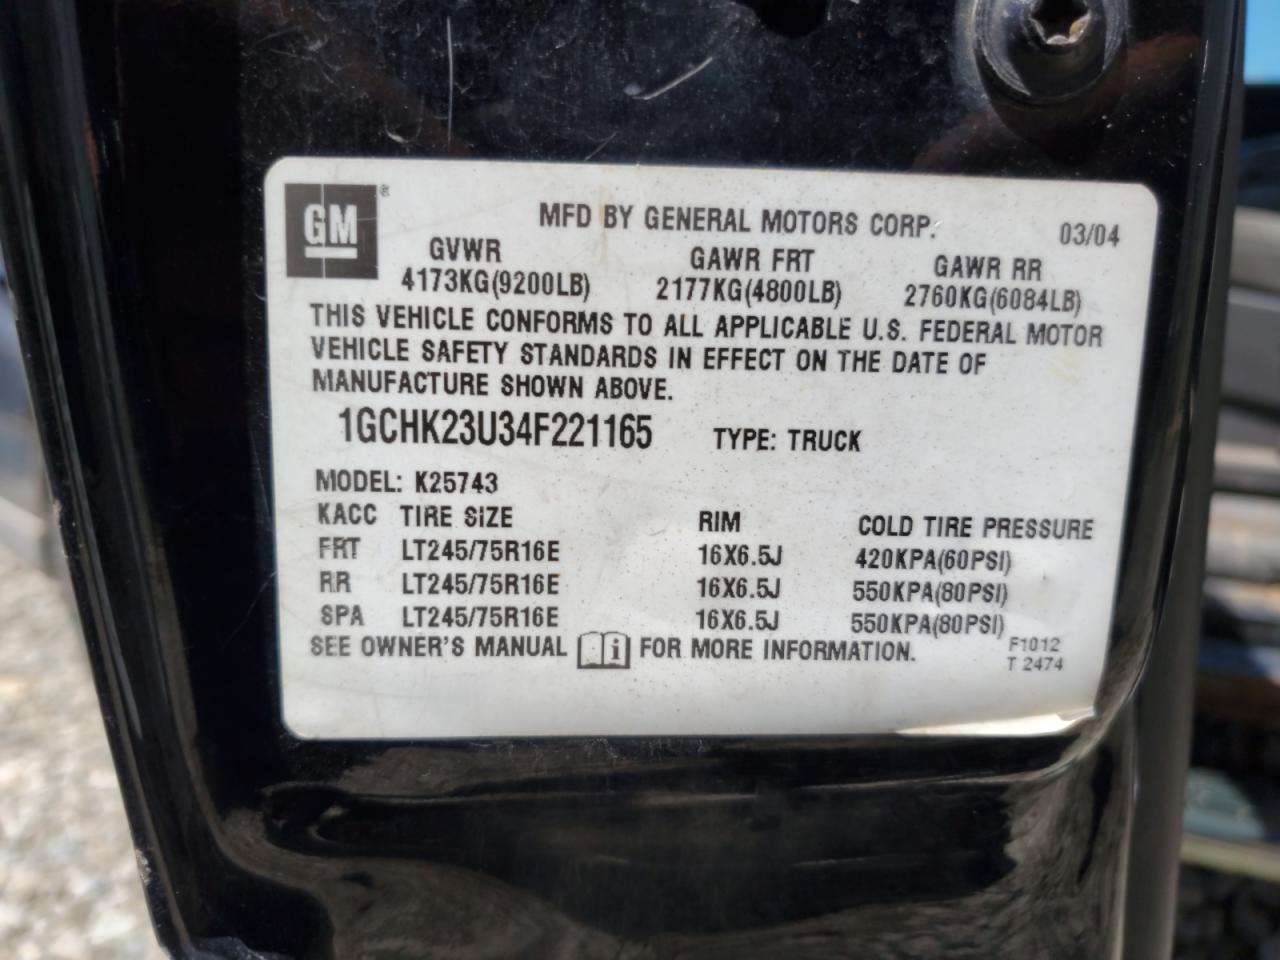 GM®
MFD BY GENERAL MOTORS CORP. 03/04
GVWR GAWR FRT GAWR RR
4173KG(9200LB) 2177KG(4800LB) 2760KG(6084LB)
THIS VEHICLE CONFORMS TO ALL APPLICABLE U.S. FEDERAL MOTOR
VEHICLE SAFETY STANDARDS IN EFFECT ON THE DATE OF
MANUFACTURE SHOWN ABOVE.
1GCHK23U34F221165 TYPE: TRUCK
MODEL: K25743
KACC TIRE SIZE RIM COLD TIRE PRESSURE
FRT LT245/75R16E 16X6.5J 420KPA(60PSI)
RR LT245/75R16E 16X6.5J 550KPA(80PSI)
SPA LT245/75R16E 16X6.5J 550KPA(80PSI)
SEE OWNER'S MANUAL i FOR MORE INFORMATION. F1012
T 2474